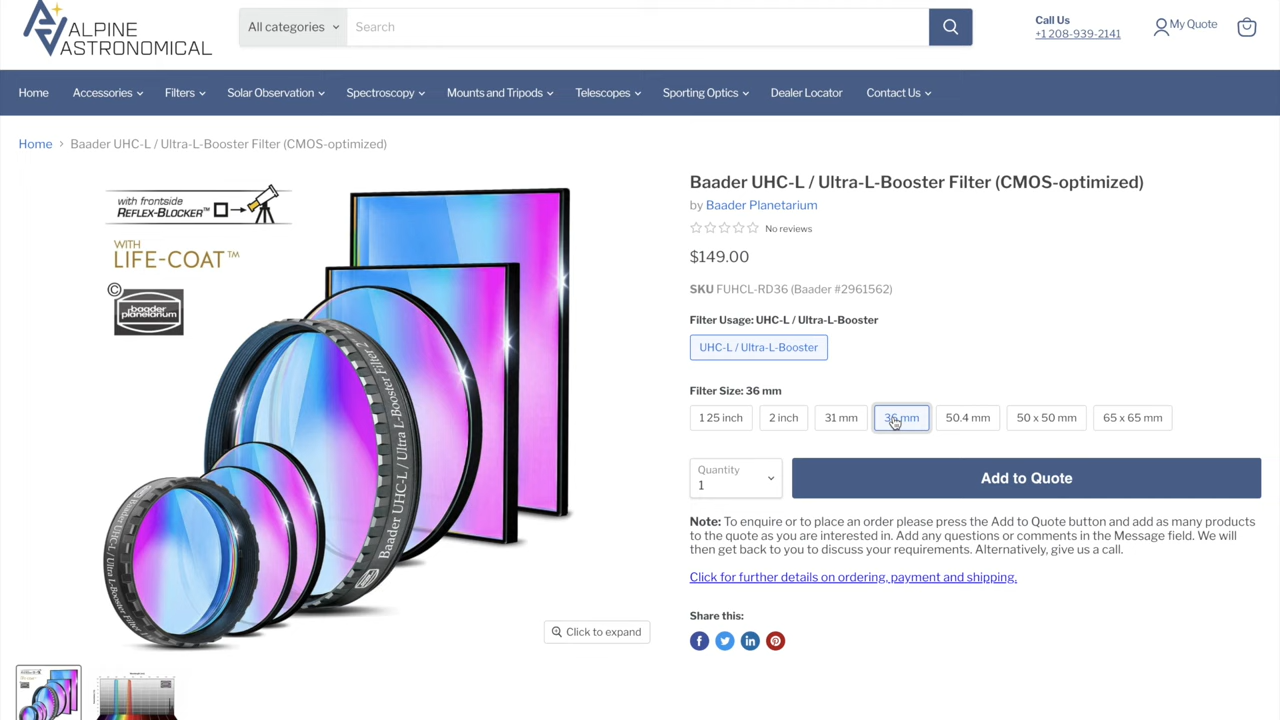 ALPINE
ASTRONOMICAL
All categories
Search
Call Us
+1 208-939-2141
My Quote
Home
Accessories
Filters
Solar Observation
Spectroscopy
Mounts and Tripods
Telescopes
Sporting Optics
Dealer Locator
Contact Us
Home > Baader UHC-L / Ultra-L-Booster Filter (CMOS-optimized)
with frontside
REFLEX-BLOCKER™
WITH
LIFE-COAT™
©
baader
planetarium
Baader UHC-L / Ultra L-Booster Filter 2"
Baader UHC-L / Ultra-L-Booster Filter (CMOS-optimized)
by Baader Planetarium
No reviews
$149.00
SKU FUHCL-RD36 (Baader #2961562)
Filter Usage: UHC-L / Ultra-L-Booster
UHC-L / Ultra-L-Booster
Filter Size: 36 mm
1 25 inch
2 inch
31 mm
36 mm
50.4 mm
50 x 50 mm
65 x 65 mm
Quantity
1
Add to Quote
Note: To enquire or to place an order please press the Add to Quote button and add as many products
to the quote as you are interested in. Add any questions or comments in the Message field. We will
then get back to you to discuss your requirements. Alternatively, give us a call.
Click for further details on ordering, payment and shipping.
Share this:
Click to expand